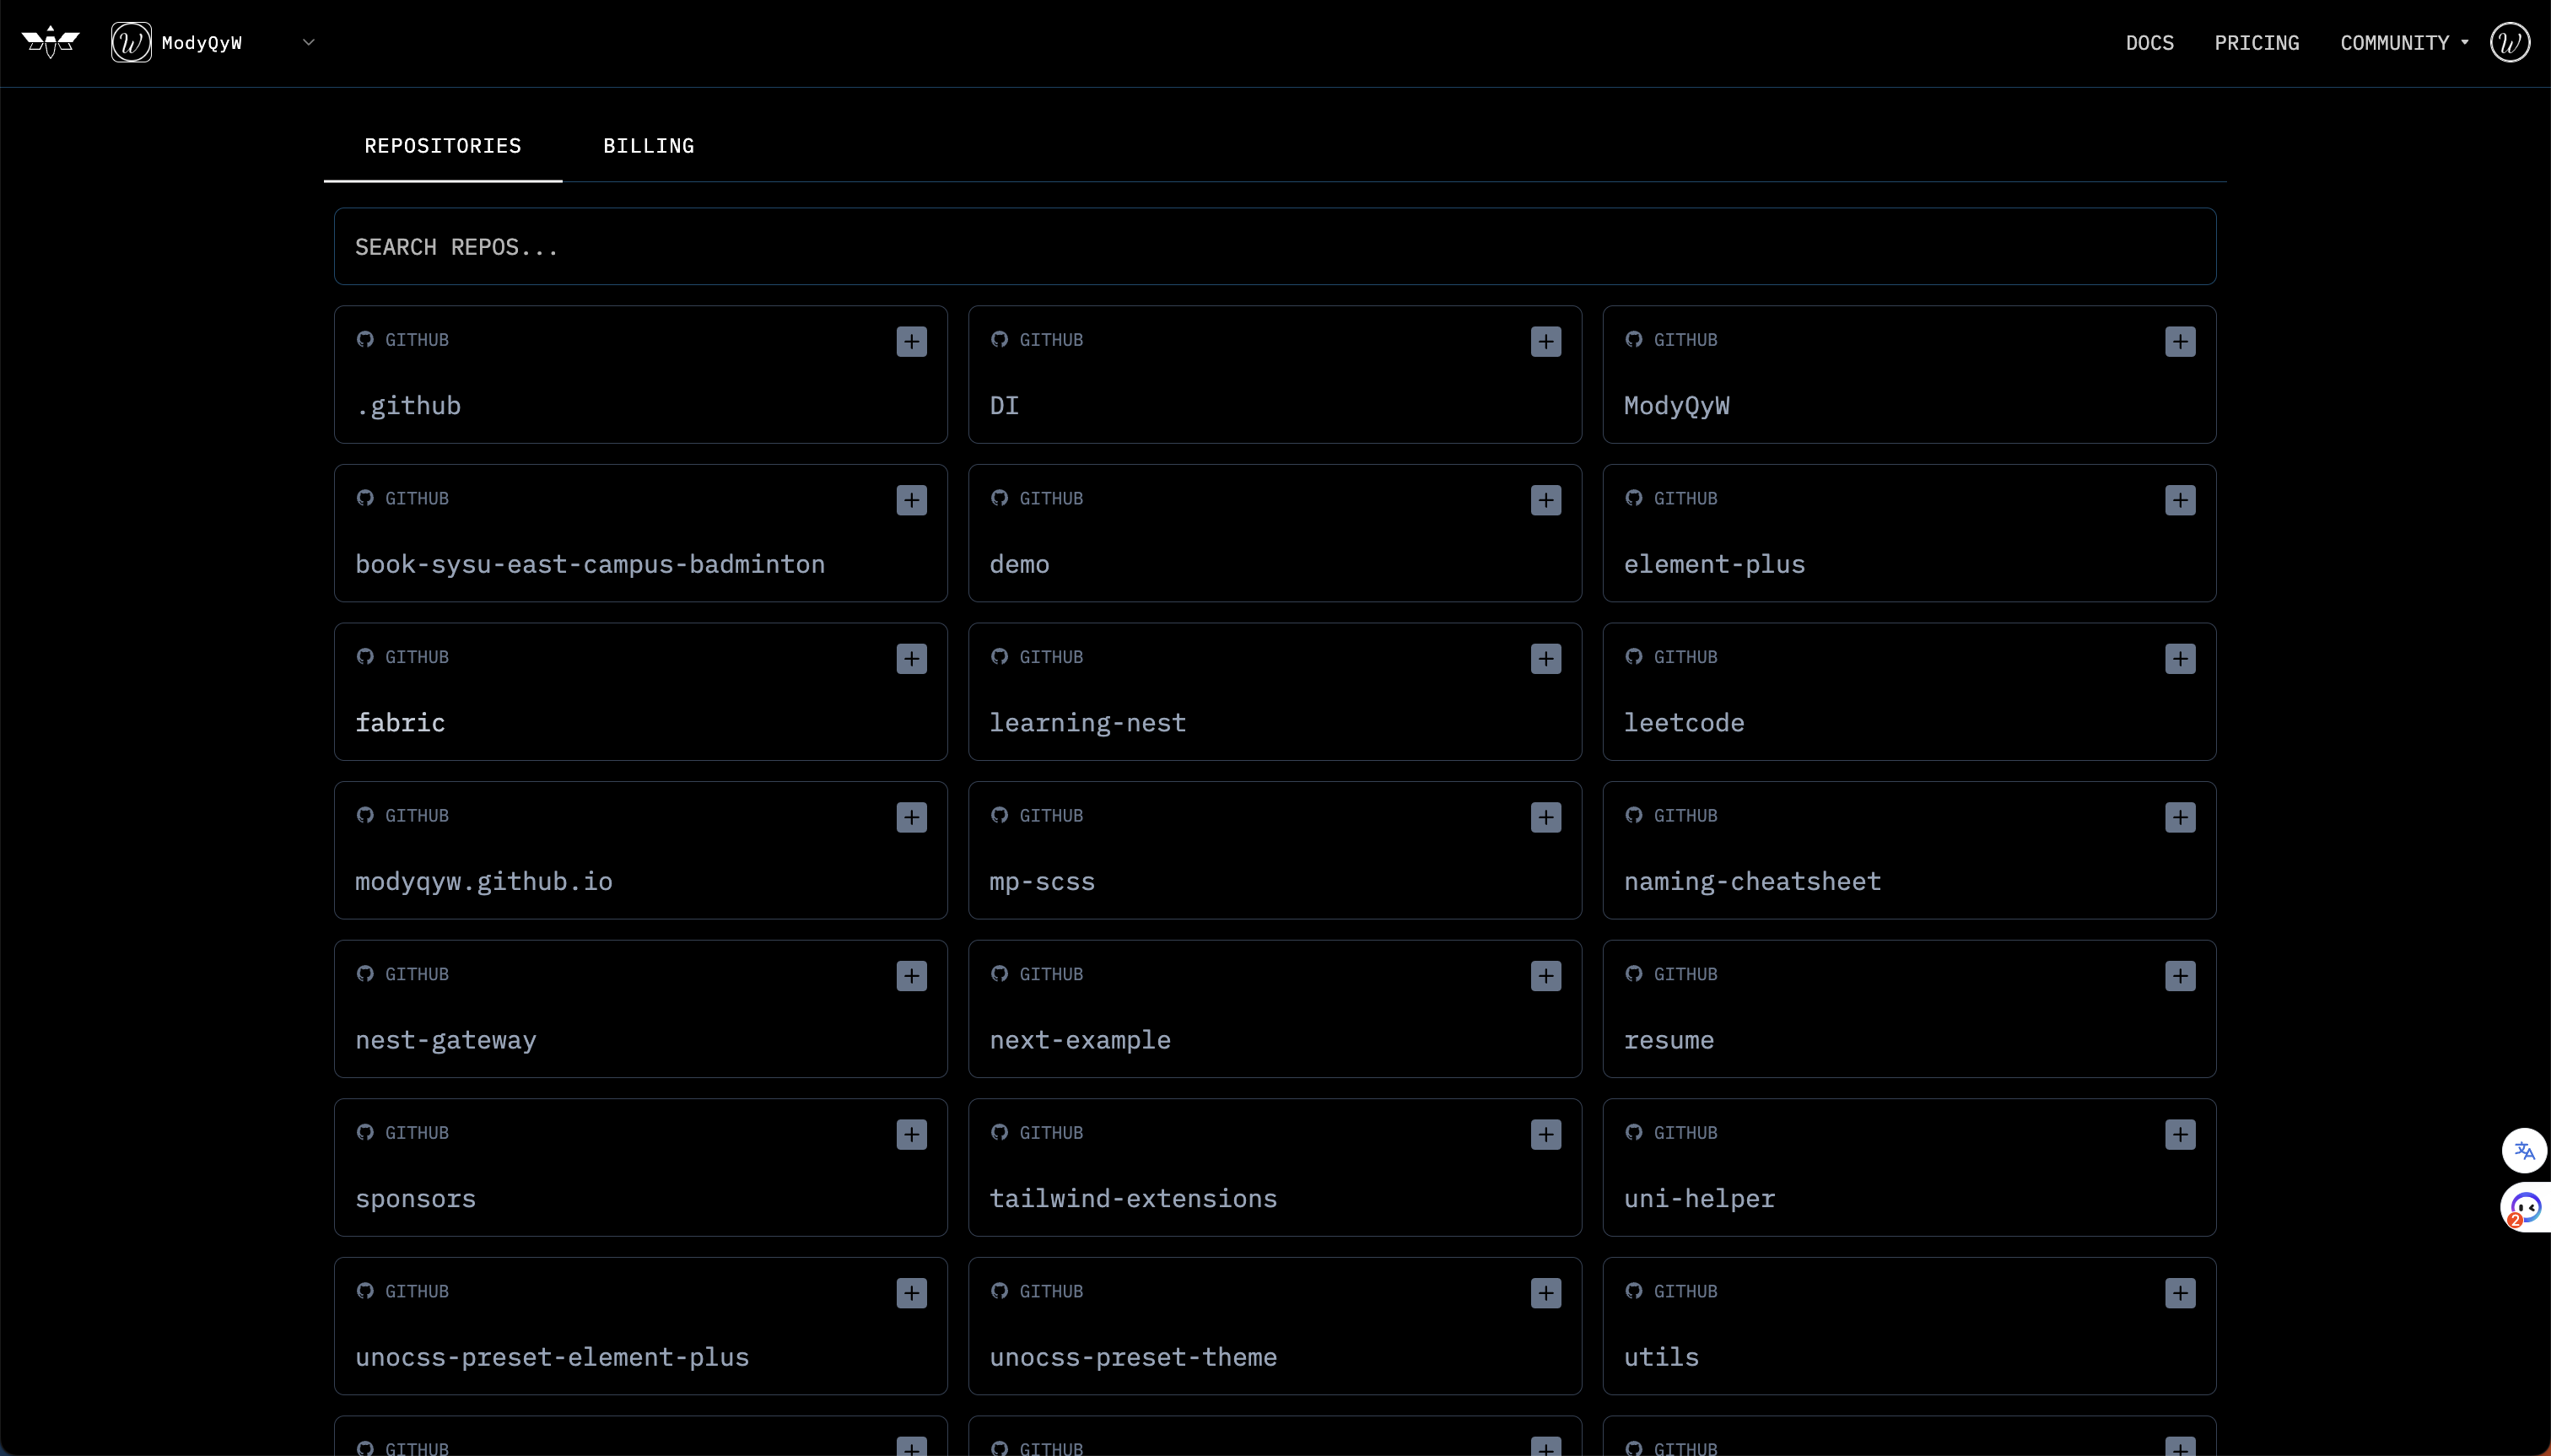 ModyQyW
DOCS PRICING COMMUNITY
REPOSITORIES BILLING
SEARCH REPOS...
GITHUB GITHUB GITHUB
.github DI ModyQyW
GITHUB GITHUB GITHUB
book-sysu-east-campus-badminton demo element-plus
GITHUB GITHUB GITHUB
fabric learning-nest leetcode
GITHUB GITHUB GITHUB
modyqyw.github.io mp-scss naming-cheatsheet
GITHUB GITHUB GITHUB
nest-gateway next-example resume
GITHUB GITHUB GITHUB
sponsors tailwind-extensions uni-helper
GITHUB GITHUB GITHUB
unocss-preset-element-plus unocss-preset-theme utils
GITHUB GITHUB GITHUB
文A
2